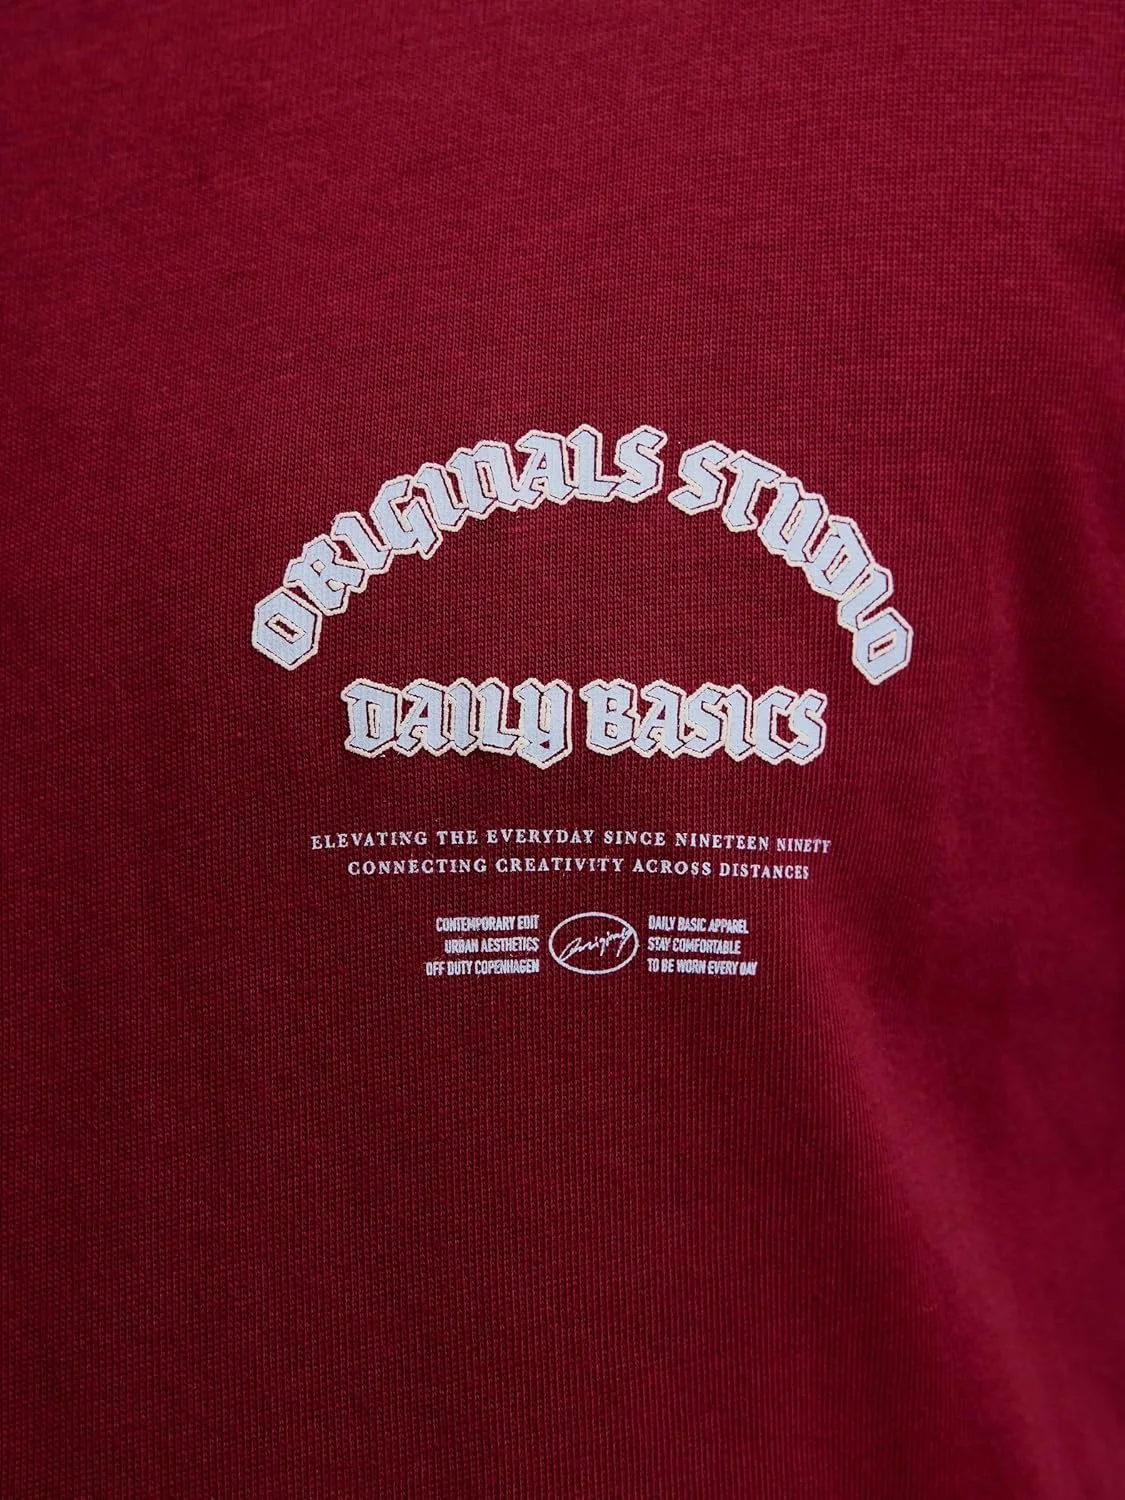 ORIGINALS STUDIO
DAILY BASICS
ELEVATING THE EVERYDAY SINCE NINETEEN NINETY
CONNECTING CREATIVITY ACROSS DISTANCES
CONTEMPORARY EDIT
URBAN AESTHETICS
OFF DUTY COPENHAGEN
Originals
DAILY BASIC APPAREL
STAY COMFORTABLE
TO BE WORN EVERY DAY